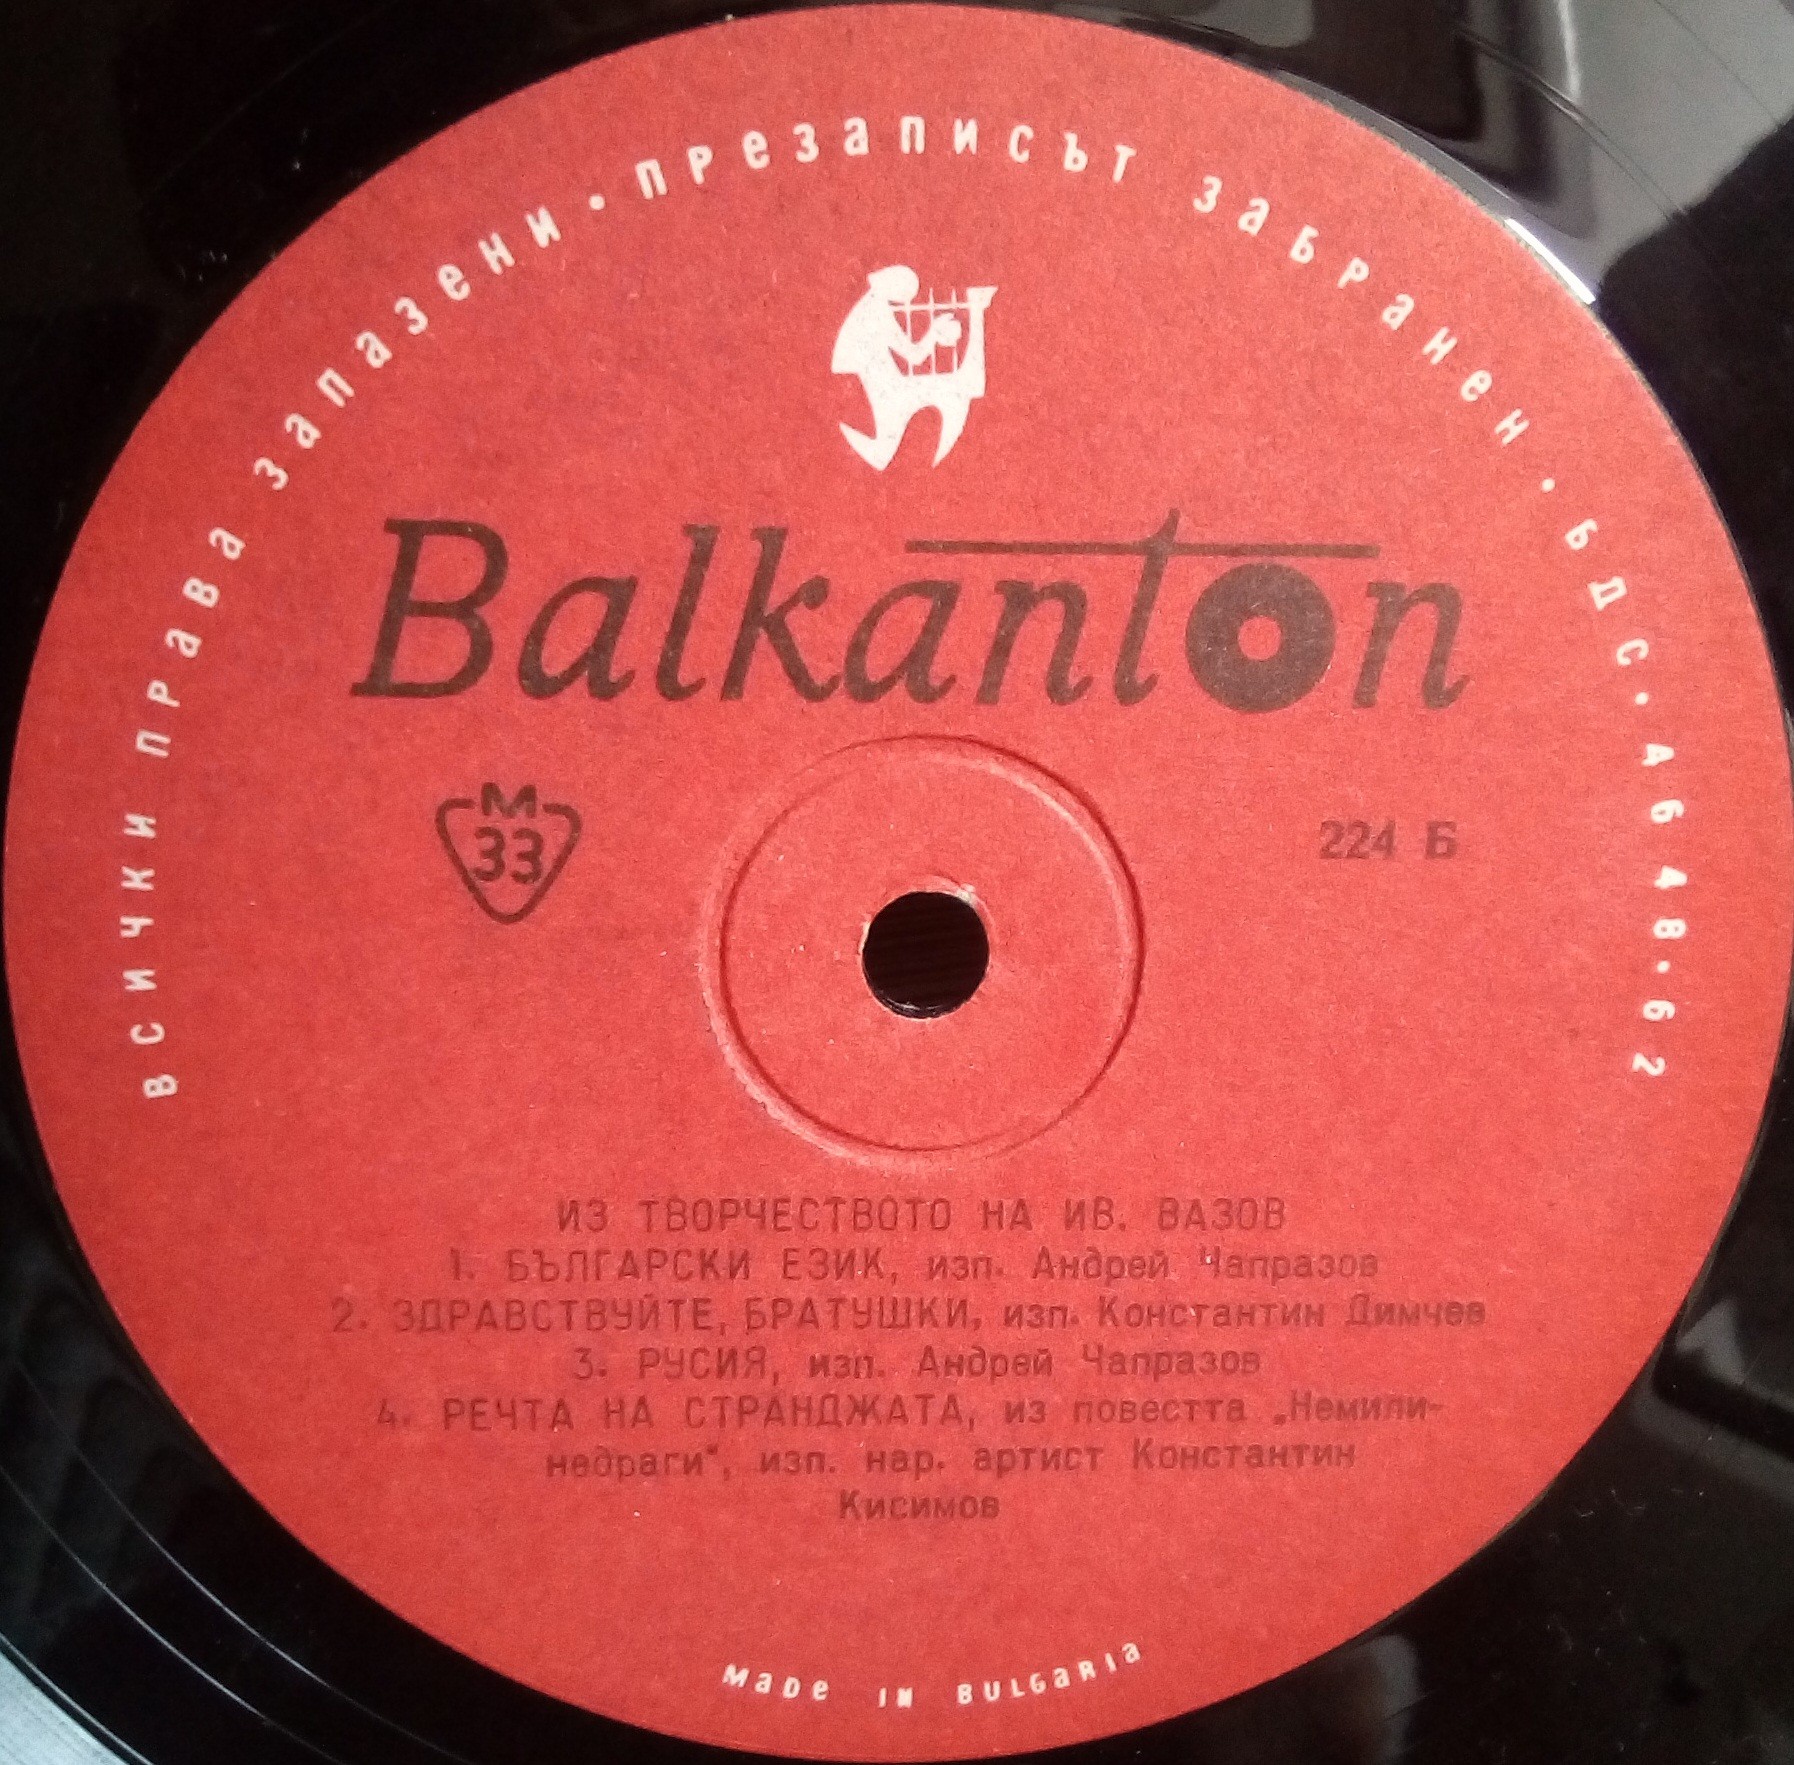 всички права запазени • презаписът забранен • бдс • а648 • 62
Balkanton
М
33
224 Б
ИЗ ТВОРЧЕСТВОТО НА ИВ. ВАЗОВ
1. БЪЛГАРСКИ ЕЗИК, изп. Андрей Чапразов
2. ЗДРАВСТВУЙТЕ, БРАТУШКИ, изп. Константин Димчев
3. РУСИЯ, изп. Андрей Чапразов
4. РЕЧТА НА СТРАНДЖАТА, из повестта „Немили-
недраги“, изп. нар. артист Константин
Кисимов
MaDe IN BULGaRIa